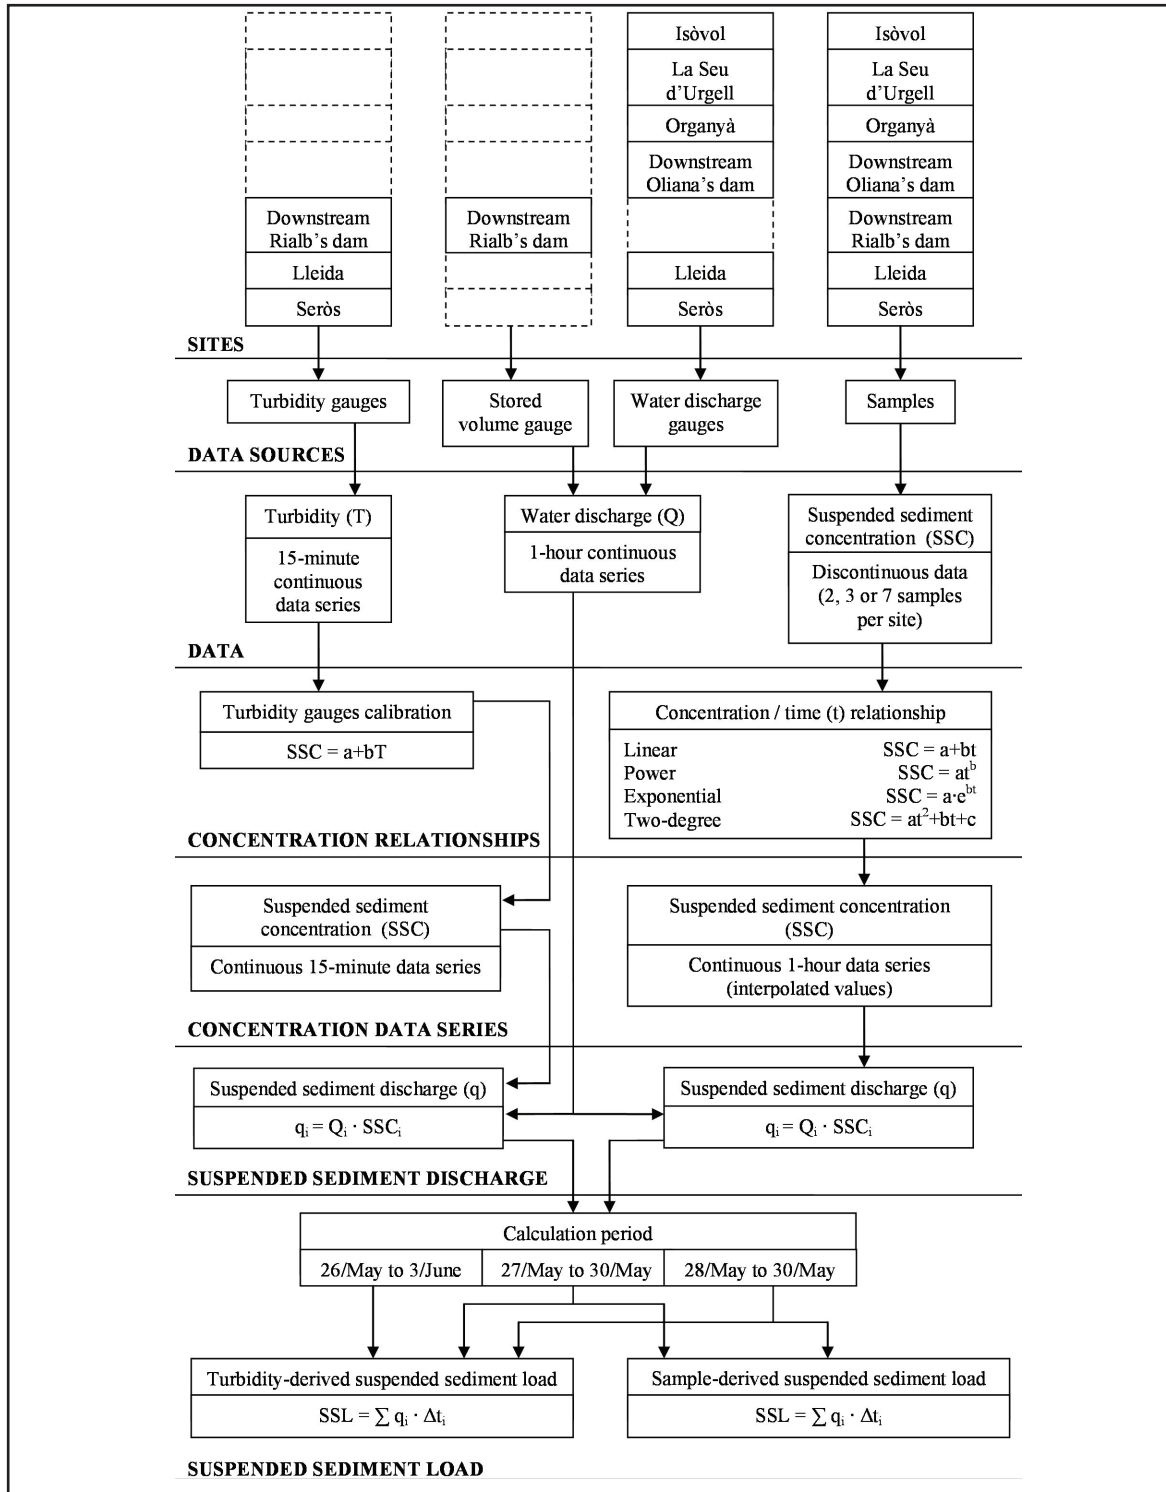 Isòvol
La Seu
d'Urgell
Organyà
Downstream
Oliana's dam
Isòvol
La Seu
d'Urgell
Organyà
Downstream
Oliana's dam
Downstream
Rialb's dam
Lleida
Seròs
Downstream
Rialb's dam
Lleida
Seròs
Downstream
Rialb's dam
Lleida
Seròs
SITES
Turbidity gauges
Stored
volume gauge
Water discharge
gauges
Samples
DATA SOURCES
Turbidity (T)
15-minute
continuous
data series
Water discharge (Q)
1-hour continuous
data series
Suspended sediment
concentration (SSC)
Discontinuous data
(2, 3 or 7 samples
per site)
DATA
Turbidity gauges calibration
SSC = a+bT
Concentration / time (t) relationship
Linear SSC = a+bt
Power SSC = at^b
Exponential SSC = a·e^bt
Two-degree SSC = at²+bt+c
CONCENTRATION RELATIONSHIPS
Suspended sediment
concentration (SSC)
Continuous 15-minute data series
Suspended sediment concentration
(SSC)
Continuous 1-hour data series
(interpolated values)
CONCENTRATION DATA SERIES
Suspended sediment discharge (q)
qᵢ = Qᵢ · SSCᵢ
Suspended sediment discharge (q)
qᵢ = Qᵢ · SSCᵢ
SUSPENDED SEDIMENT DISCHARGE
Calculation period
26/May to 3/June 27/May to 30/May 28/May to 30/May
Turbidity-derived suspended sediment load
SSL = ∑ qᵢ · Δtᵢ
Sample-derived suspended sediment load
SSL = ∑ qᵢ · Δtᵢ
SUSPENDED SEDIMENT LOAD